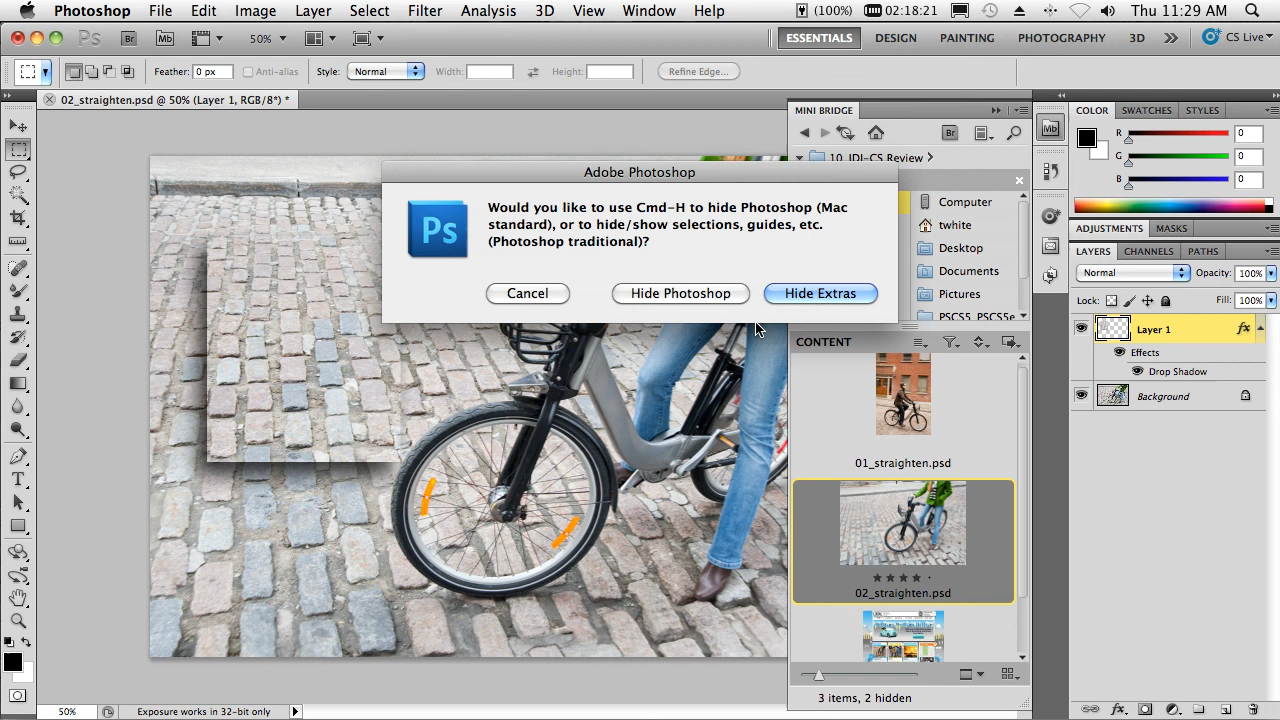 Photoshop File Edit Image Layer Select Filter Analysis 3D View Window Help (100%) 02:18:21 Thu 11:29 AM
Ps Br Mb 50% ESSENTIALS DESIGN PAINTING PHOTOGRAPHY 3D CS Live
Feather: 0 px Anti-alias Style: Normal Width: Height: Refine Edge...
02_straighten.psd @ 50% (Layer 1, RGB/8*) *
MINI BRIDGE
Br
10_IDI-CS Review
Computer
twhite
Desktop
Documents
Pictures
PSCS5_PSCS5e
CONTENT
01_straighten.psd
02_straighten.psd
3 items, 2 hidden
Adobe Photoshop
Ps
Would you like to use Cmd-H to hide Photoshop (Mac
standard), or to hide/show selections, guides, etc.
(Photoshop traditional)?
Cancel Hide Photoshop Hide Extras
Mb
COLOR SWATCHES STYLES
R 0
G 0
B 0
ADJUSTMENTS MASKS
LAYERS CHANNELS PATHS
Normal Opacity: 100%
Lock: Fill: 100%
Layer 1 fx
Effects
Drop Shadow
Background
fx
T
50% Exposure works in 32-bit only